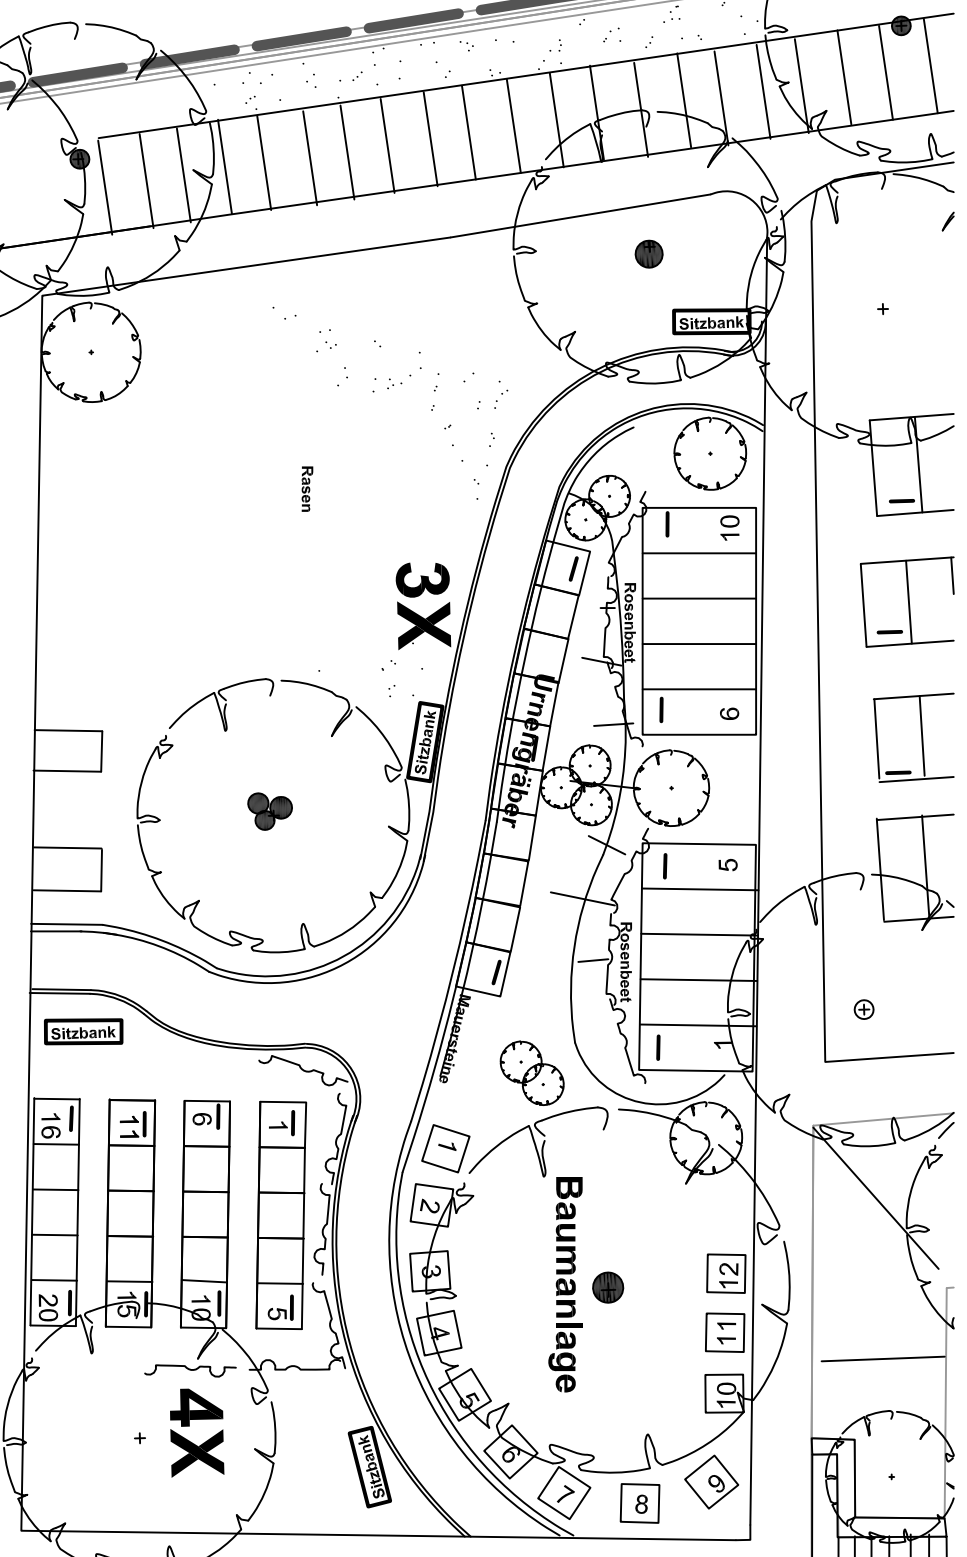 Sitzbank
Rasen
10
3X
Rosenbeet
6
Urnengräber
Sitzbank
5
Rosenbeet
Mauersteine
1
Sitzbank
16
11
6
1
1
2
3
4
5
6
7
8
9
10
11
12
Baumanlage
20
15
10
5
4X
Sitzbank